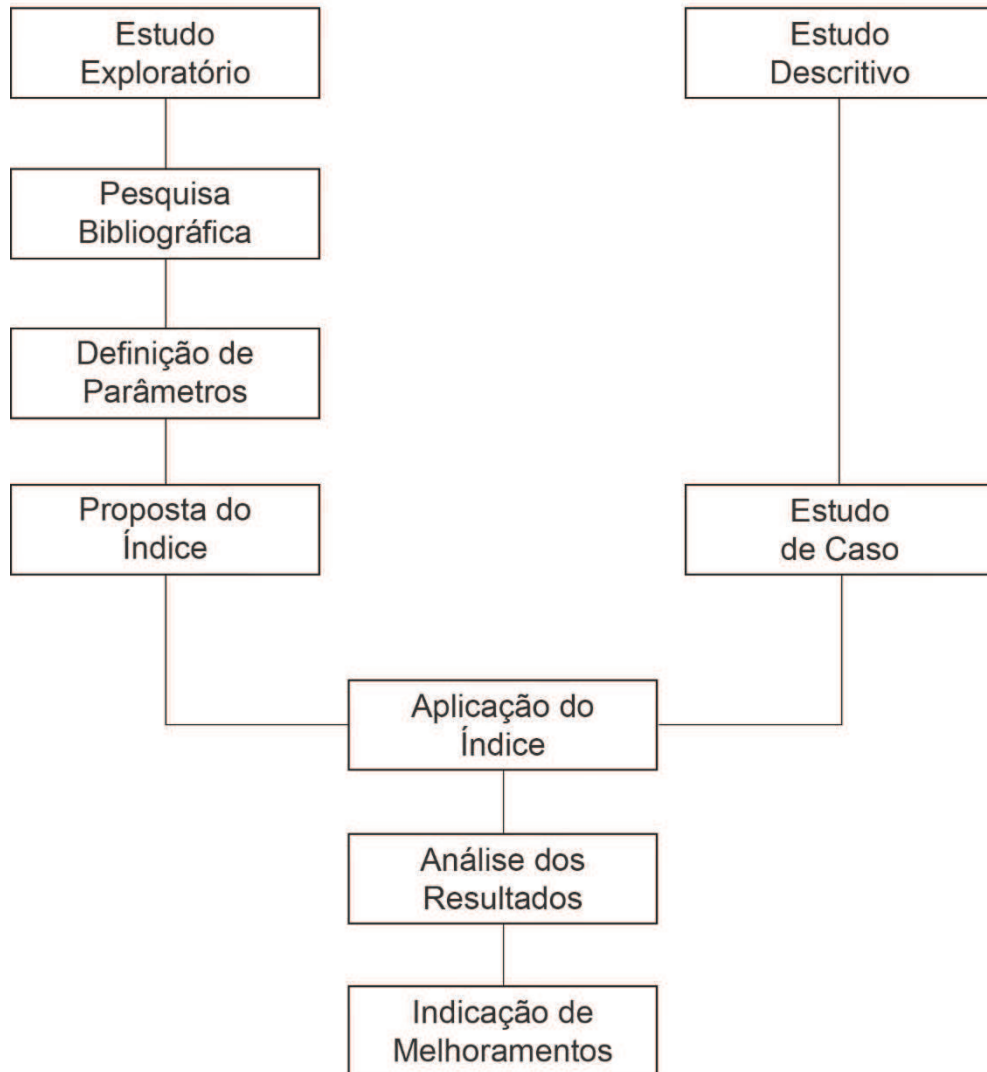 Estudo
Exploratório
Estudo
Descritivo
Pesquisa
Bibliográfica
Definição de
Parâmetros
Proposta do
Índice
Estudo
de Caso
Aplicação do
Índice
Análise dos
Resultados
Indicação de
Melhoramentos